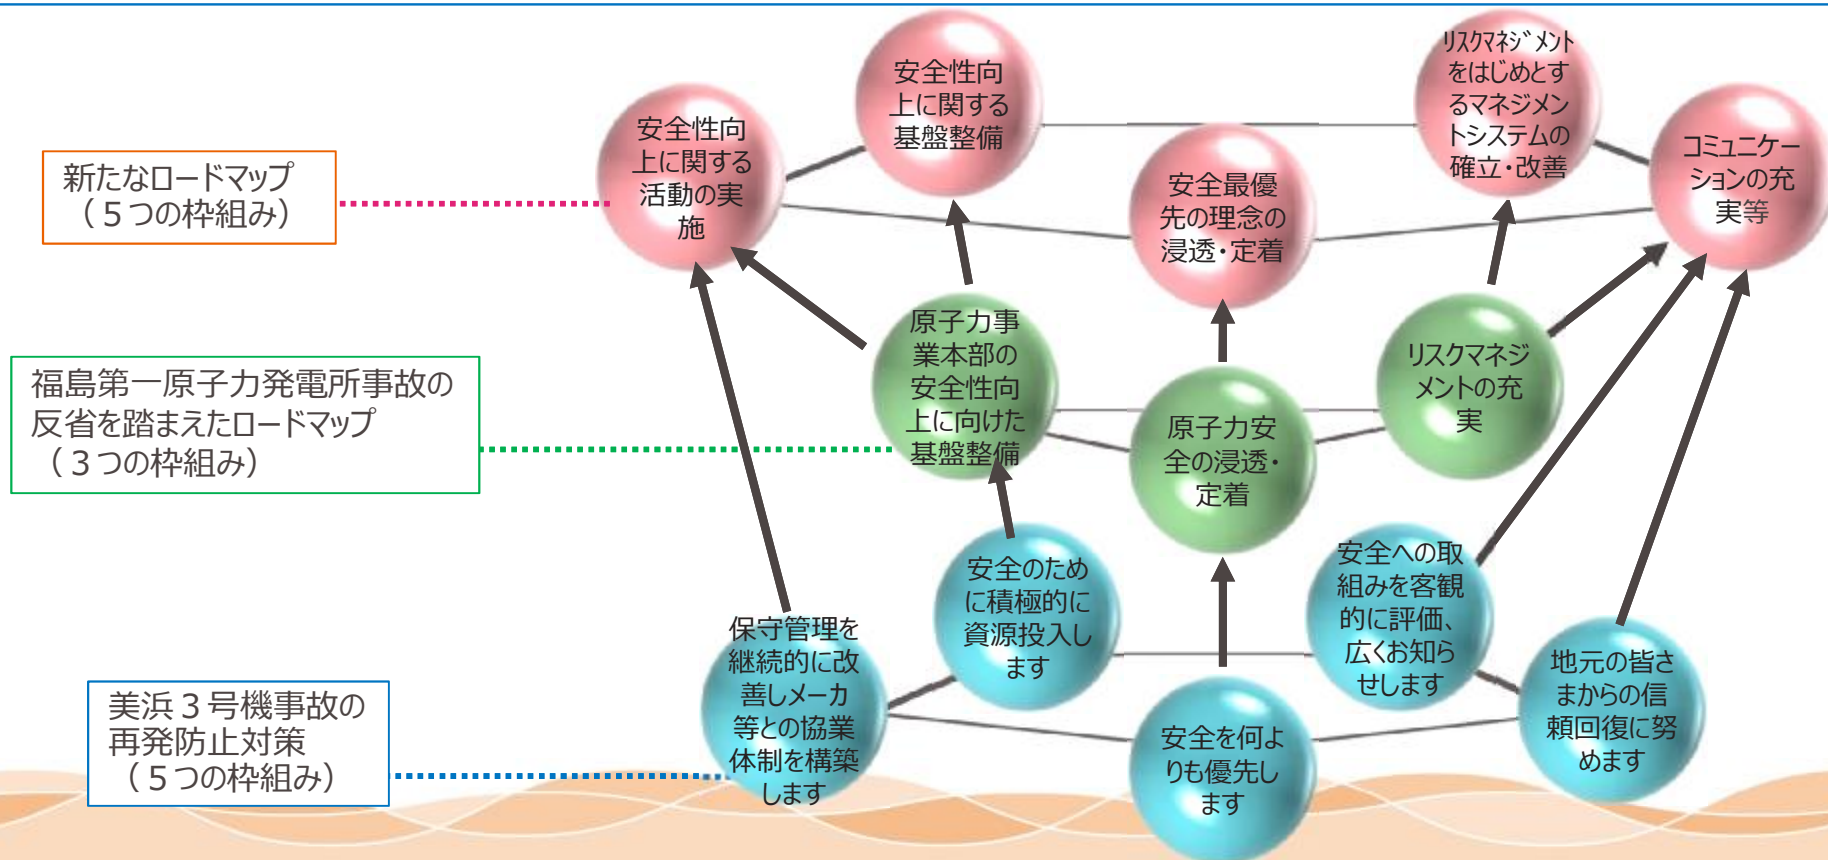 新たなロードマップ
（５つの枠組み）
安全性向
上に関する
活動の実
施
安全性向
上に関する
基盤整備
安全最優
先の理念の
浸透・定着
ﾘｽｸﾏﾈｼﾞﾒﾝﾄ
をはじめとす
るマネジメン
トシステムの
確立・改善
コミュニケー
ションの充
実等
福島第一原子力発電所事故の
反省を踏まえたロードマップ
（３つの枠組み）
原子力事
業本部の
安全性向
上に向けた
基盤整備
原子力安
全の浸透・
定着
リスクマネジ
メントの充
実
美浜３号機事故の
再発防止対策
（５つの枠組み）
保守管理を
継続的に改
善しメーカ
等との協業
体制を構築
します
安全のため
に積極的に
資源投入し
ます
安全を何よ
りも優先し
ます
安全への取
組みを客観
的に評価、
広くお知ら
せします
地元の皆さ
まからの信
頼回復に努
めます